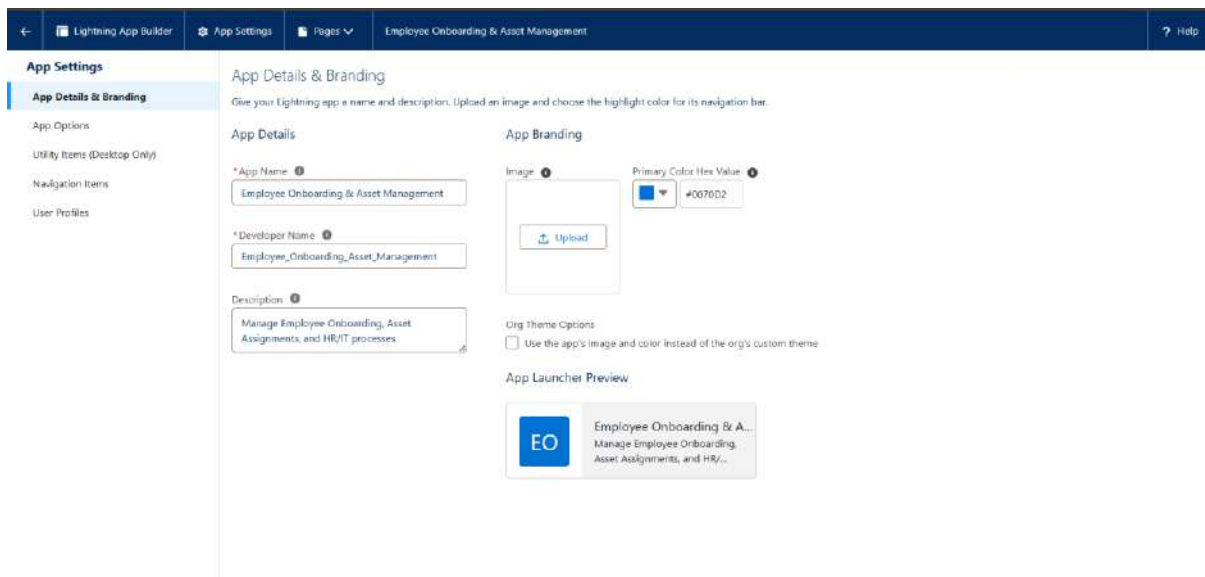 Lightning App Builder
App Settings
Pages
Employee Onboarding & Asset Management
? Help
App Settings
App Details & Branding
App Options
Utility Items (Desktop Only)
Navigation Items
User Profiles
App Details & Branding
Give your Lightning app a name and description. Upload an image and choose the highlight color for its navigation bar.
App Details
*App Name
Employee Onboarding & Asset Management
*Developer Name
Employee_Onboarding_Asset_Management
Description
Manage Employee Onboarding, Asset
Assignments, and HR/IT processes
App Branding
Image
Upload
Primary Color Hex Value
#0070D2
Org Theme Options
Use the app's image and color instead of the org's custom theme
App Launcher Preview
EO
Employee Onboarding & A...
Manage Employee Onboarding,
Asset Assignments, and HR/...